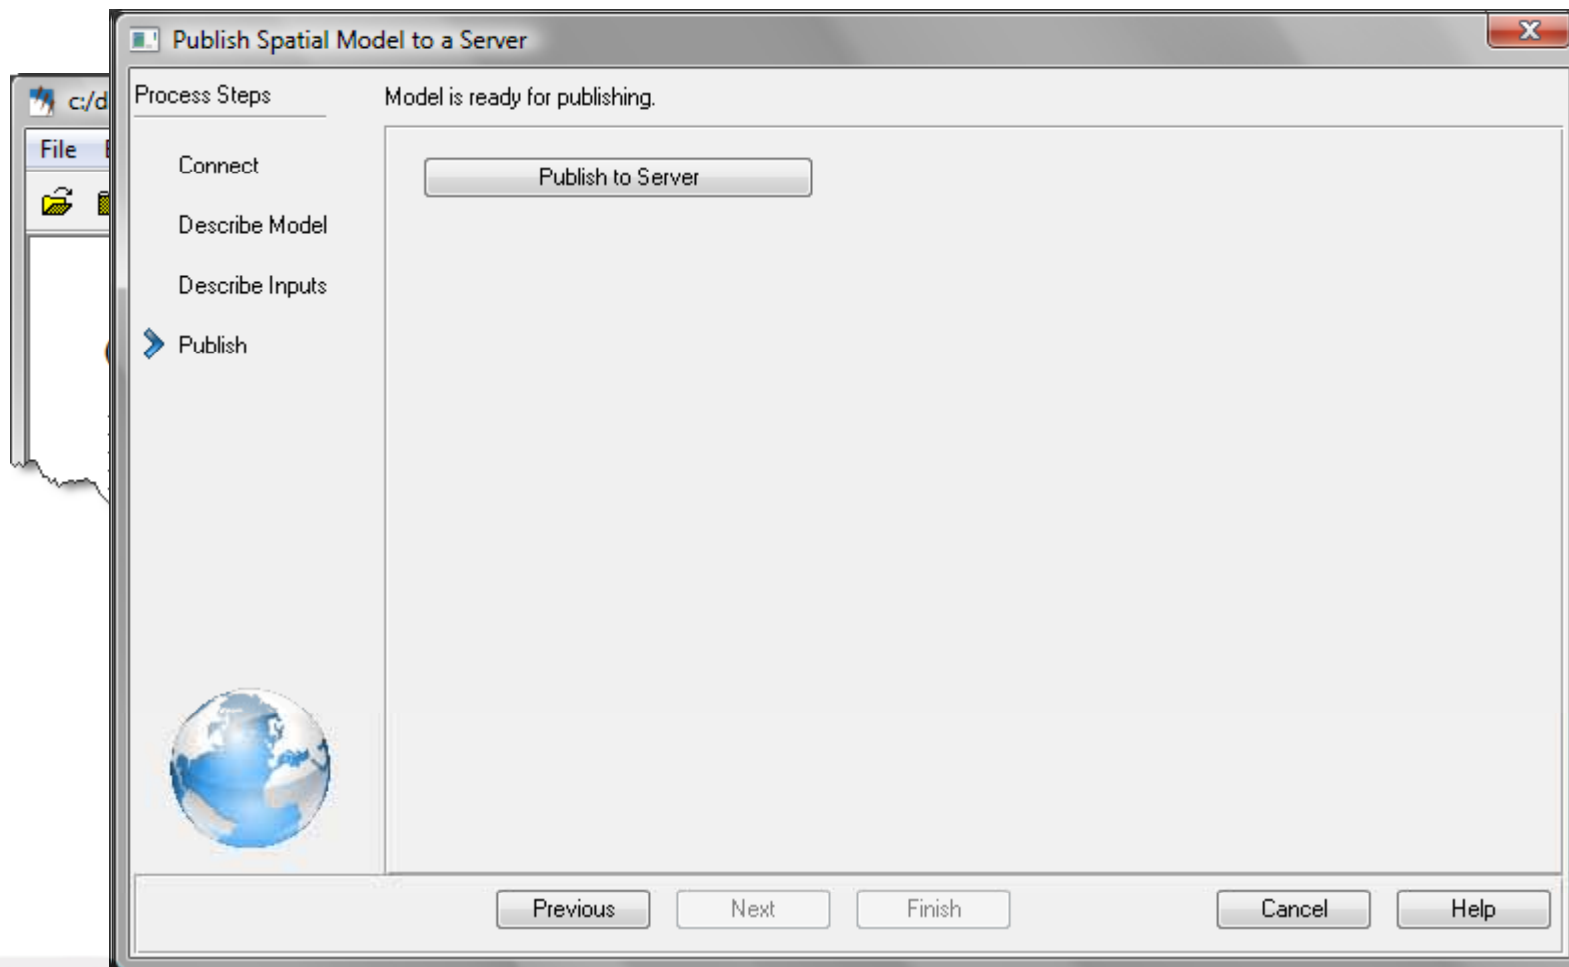 Publish Spatial Model to a Server
c:/d
File
Process Steps
Connect
Describe Model
Describe Inputs
Publish
Model is ready for publishing.
Publish to Server
Previous
Next
Finish
Cancel
Help